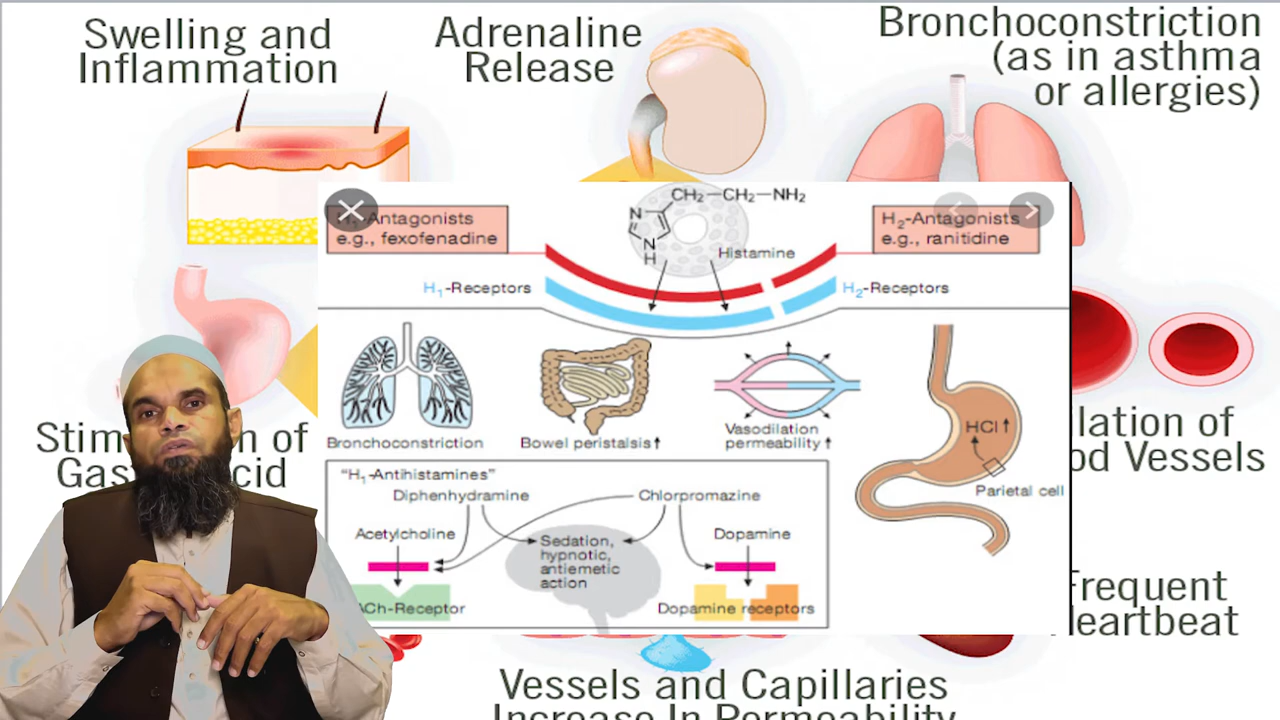 Swelling and
Inflammation
Adrenaline
Release
Bronchoconstriction
(as in asthma
or allergies)
CH₂—CH₂—NH₂
N
N
H
Histamine
Antagonists
e.g., fexofenadine
H₂-Antagonists
e.g., ranitidine
H₁-Receptors
H₂-Receptors
Bronchoconstriction
Bowel peristalsis↑
Vasodilation
permeability↑
HCl↑
Parietal cell
"H₁-Antihistamines"
Diphenhydramine
Chlorpromazine
Acetylcholine
Dopamine
Sedation,
hypnotic,
antiemetic
action
ACh-Receptor
Dopamine receptors
Stim n of
Gas cid
lation of
od Vessels
Frequent
Heartbeat
Vessels and Capillaries
Increase In Permeability